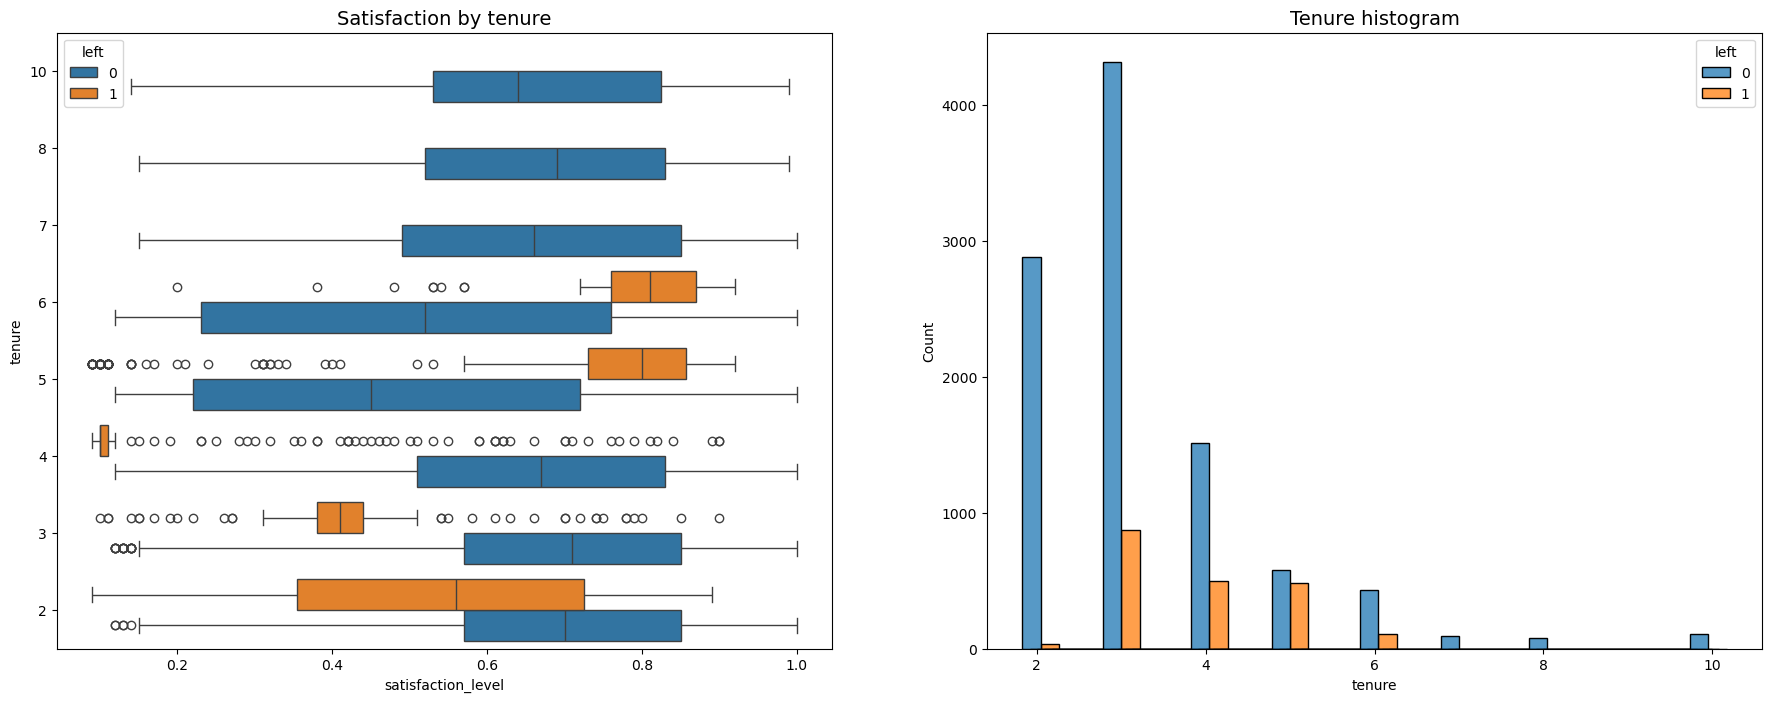 Satisfaction by tenure
left
0
1
10
8
7
6
5
4
3
2
tenure
0.2 0.4 0.6 0.8 1.0
satisfaction_level
Tenure histogram
left
0
1
4000
3000
2000
1000
0
Count
2 4 6 8 10
tenure